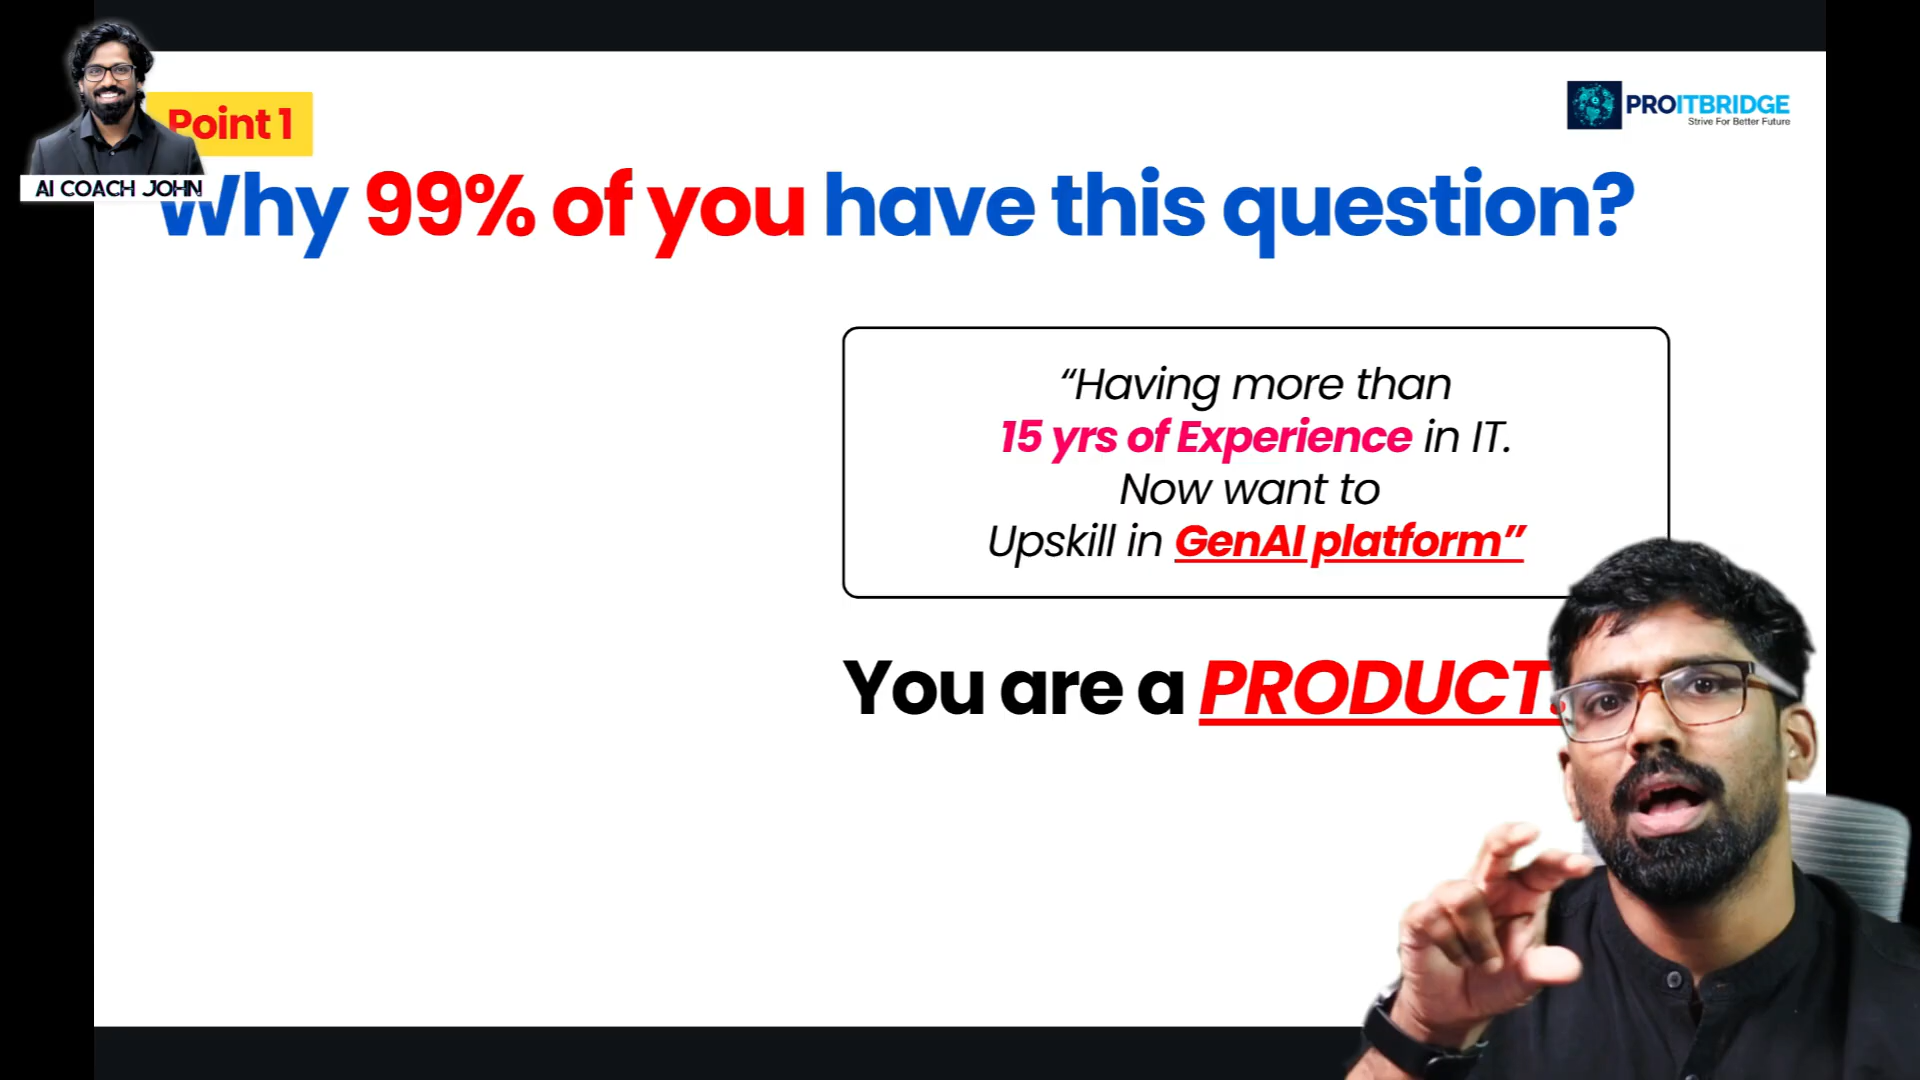 Point 1
PROITBRIDGE
Strive For Better Future
AI COACH JOHN
Why 99% of you have this question?
“Having more than
15 yrs of Experience in IT.
Now want to
Upskill in GenAI platform”
You are a PRODUCT.